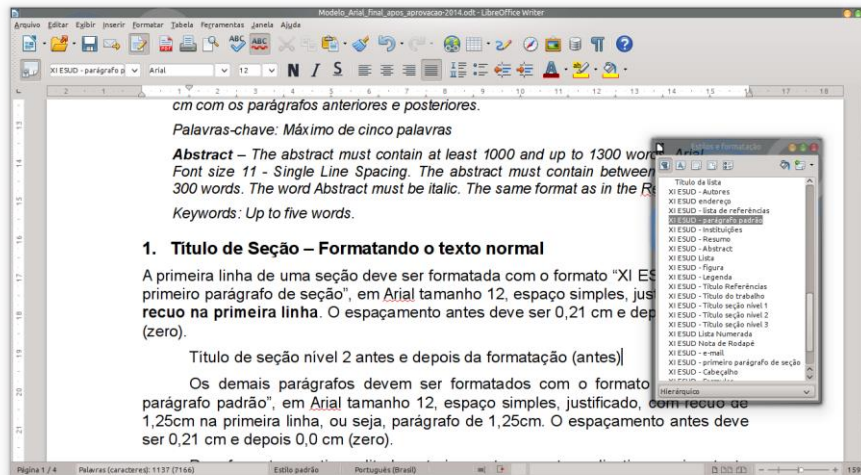 Modelo_Arial_final_apos_aprovacao-2014.odt - LibreOffice Writer
Arquivo Editar Exibir Inserir Formatar Tabela Ferramentas Janela Ajuda
XI ESUD - parágrafo p Arial 12 N I S
cm com os parágrafos anteriores e posteriores.
Palavras-chave: Máximo de cinco palavras
Abstract – The abstract must contain at least 1000 and up to 1300 words. Arial
Font size 11 - Single Line Spacing. The abstract must contain between
300 words. The word Abstract must be italic. The same format as in the Re
Keywords: Up to five words.
1. Título de Seção – Formatando o texto normal
A primeira linha de uma seção deve ser formatada com o formato “XI ES
primeiro parágrafo de seção”, em Arial tamanho 12, espaço simples, jus
recuo na primeira linha. O espaçamento antes deve ser 0,21 cm e dep
(zero).
Título de seção nível 2 antes e depois da formatação (antes)
Os demais parágrafos devem ser formatados com o formato
parágrafo padrão”, em Arial tamanho 12, espaço simples, justificado, com recuo de
1,25cm na primeira linha, ou seja, parágrafo de 1,25cm. O espaçamento antes deve
ser 0,21 cm e depois 0,0 cm (zero).
Estilos e formatação
Título da lista
XI ESUD - Autores
XI ESUD endereço
XI ESUD - lista de referências
XI ESUD - parágrafo padrão
XI ESUD - Instituições
XI ESUD - Resumo
XI ESUD - Abstract
XI ESUD Lista
XI ESUD - figura
XI ESUD - Legenda
XI ESUD - Título Referências
XI ESUD - Título do trabalho
XI ESUD - Título seção nível 1
XI ESUD - Título seção nível 2
XI ESUD - Título seção nível 3
XI ESUD Lista Numerada
XI ESUD Nota de Rodapé
XI ESUD - e-mail
XI ESUD - primeiro parágrafo de seção
XI ESUD - Cabeçalho
Hierárquico
Página 1 / 4 Palavras (caracteres): 1137 (7166) Estilo padrão Português (Brasil) 159